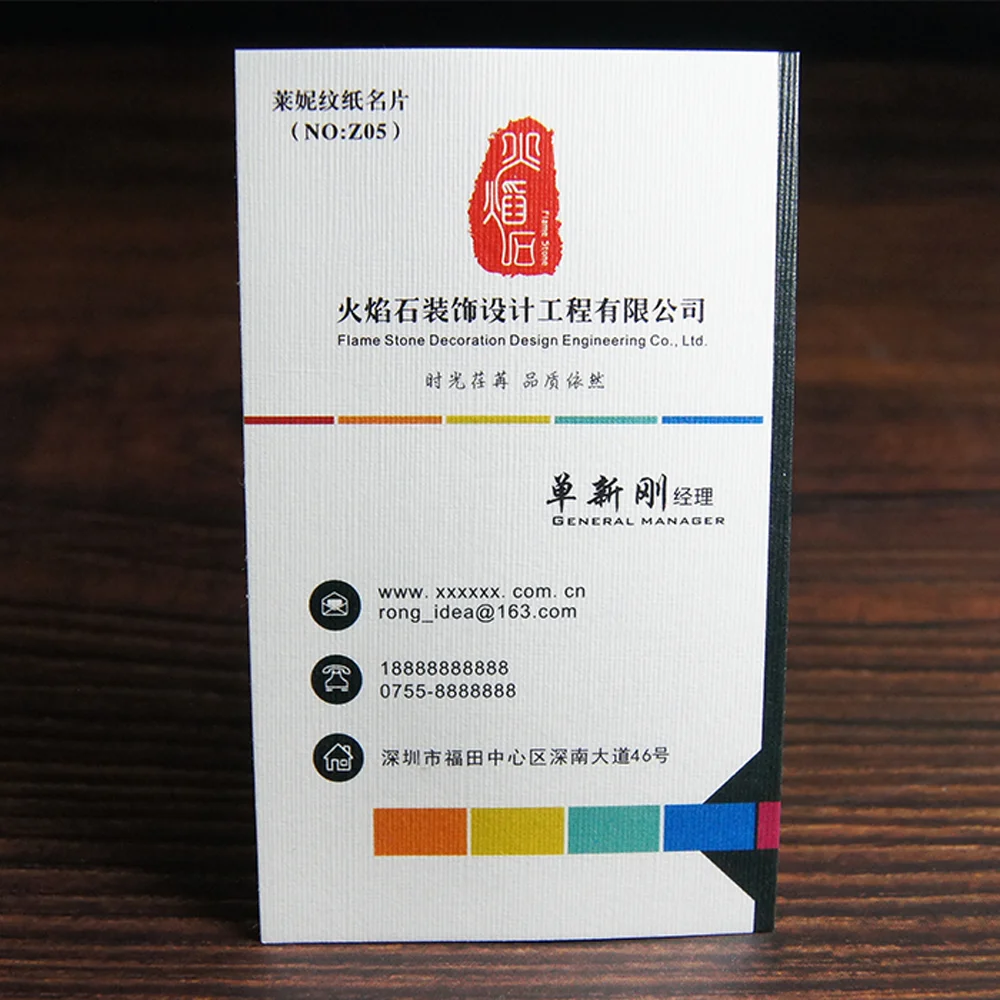 莱妮纹纸名片
（NO:Z05）
火焰石
Flame Stone
火焰石装饰设计工程有限公司
Flame Stone Decoration Design Engineering Co., Ltd.
时光荏苒 品质依然
单新刚 经理
GENERAL MANAGER
www. xxxxxx. com. cn
rong_idea@163.com
18888888888
0755-8888888
深圳市福田中心区深南大道46号